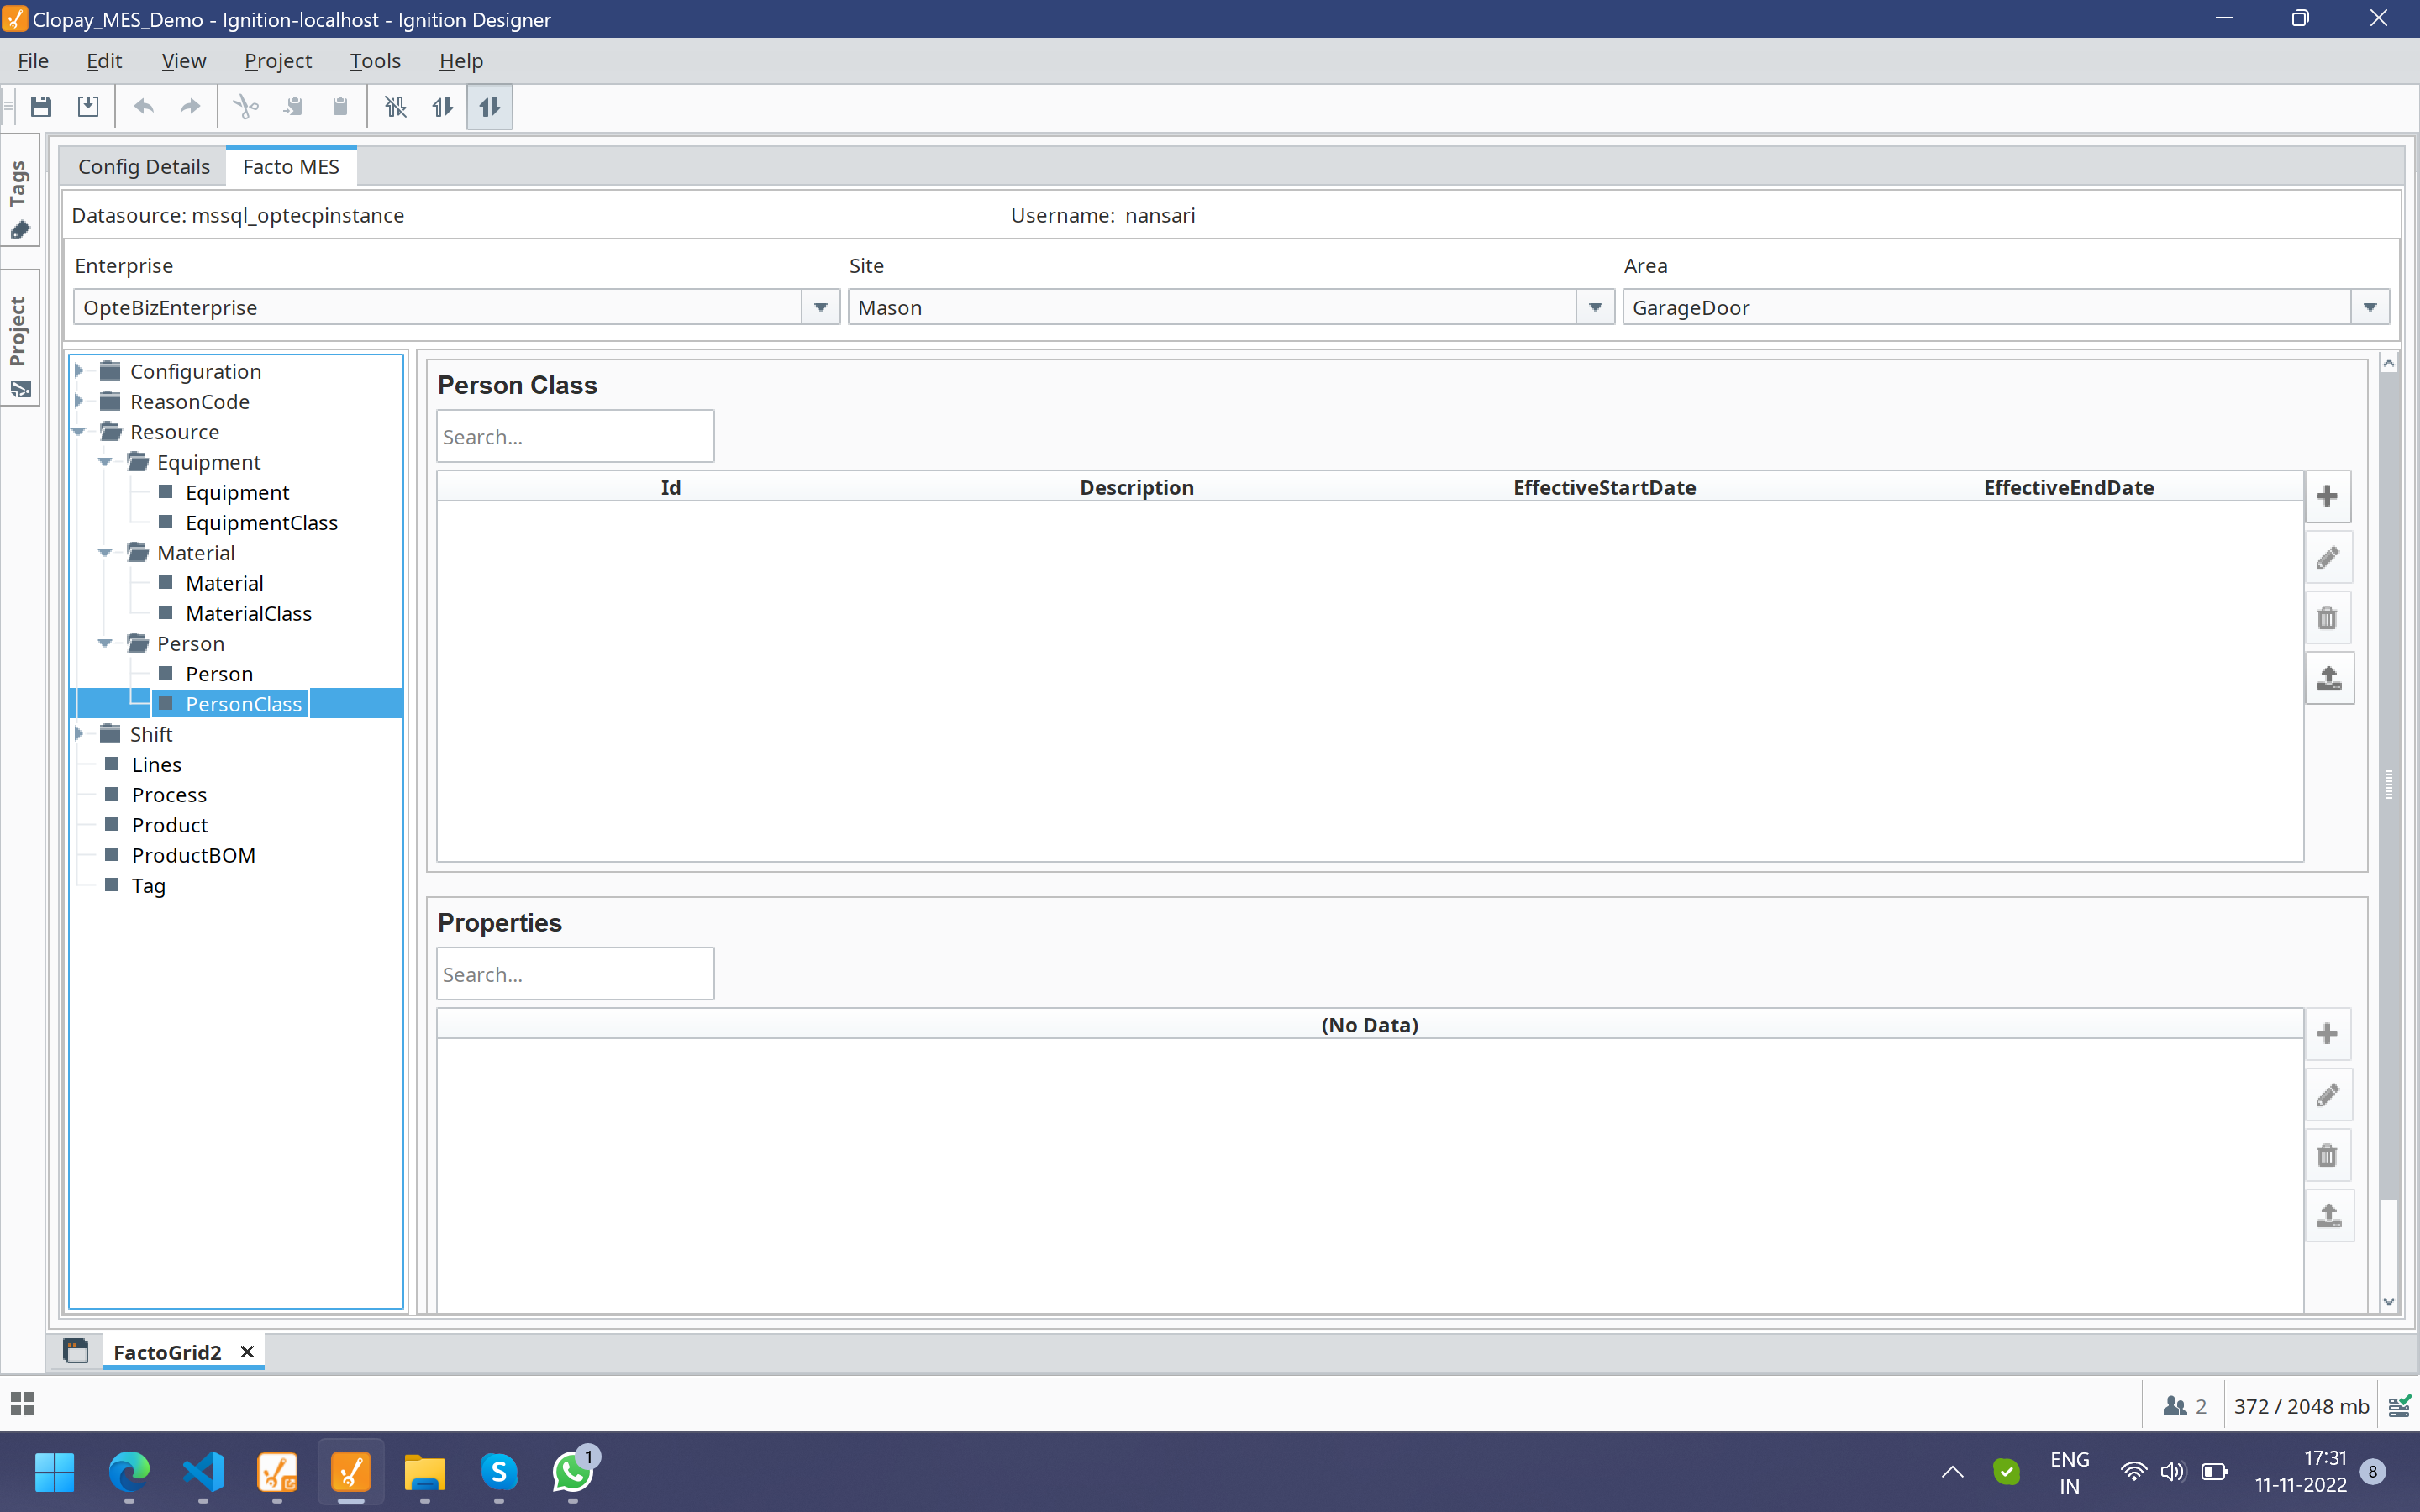 Clopay_MES_Demo - Ignition-localhost - Ignition Designer
File Edit View Project Tools Help
Tags
Project
Config Details Facto MES
Datasource: mssql_optecpinstance Username: nansari
Enterprise Site Area
OpteBizEnterprise Mason GarageDoor
Configuration
ReasonCode
Resource
Equipment
Equipment
EquipmentClass
Material
Material
MaterialClass
Person
Person
PersonClass
Shift
Lines
Process
Product
ProductBOM
Tag
Person Class
Search...
Id Description EffectiveStartDate EffectiveEndDate
Properties
Search...
(No Data)
FactoGrid2
2 372 / 2048 mb
S
1
ENG
IN
17:31
11-11-2022
8